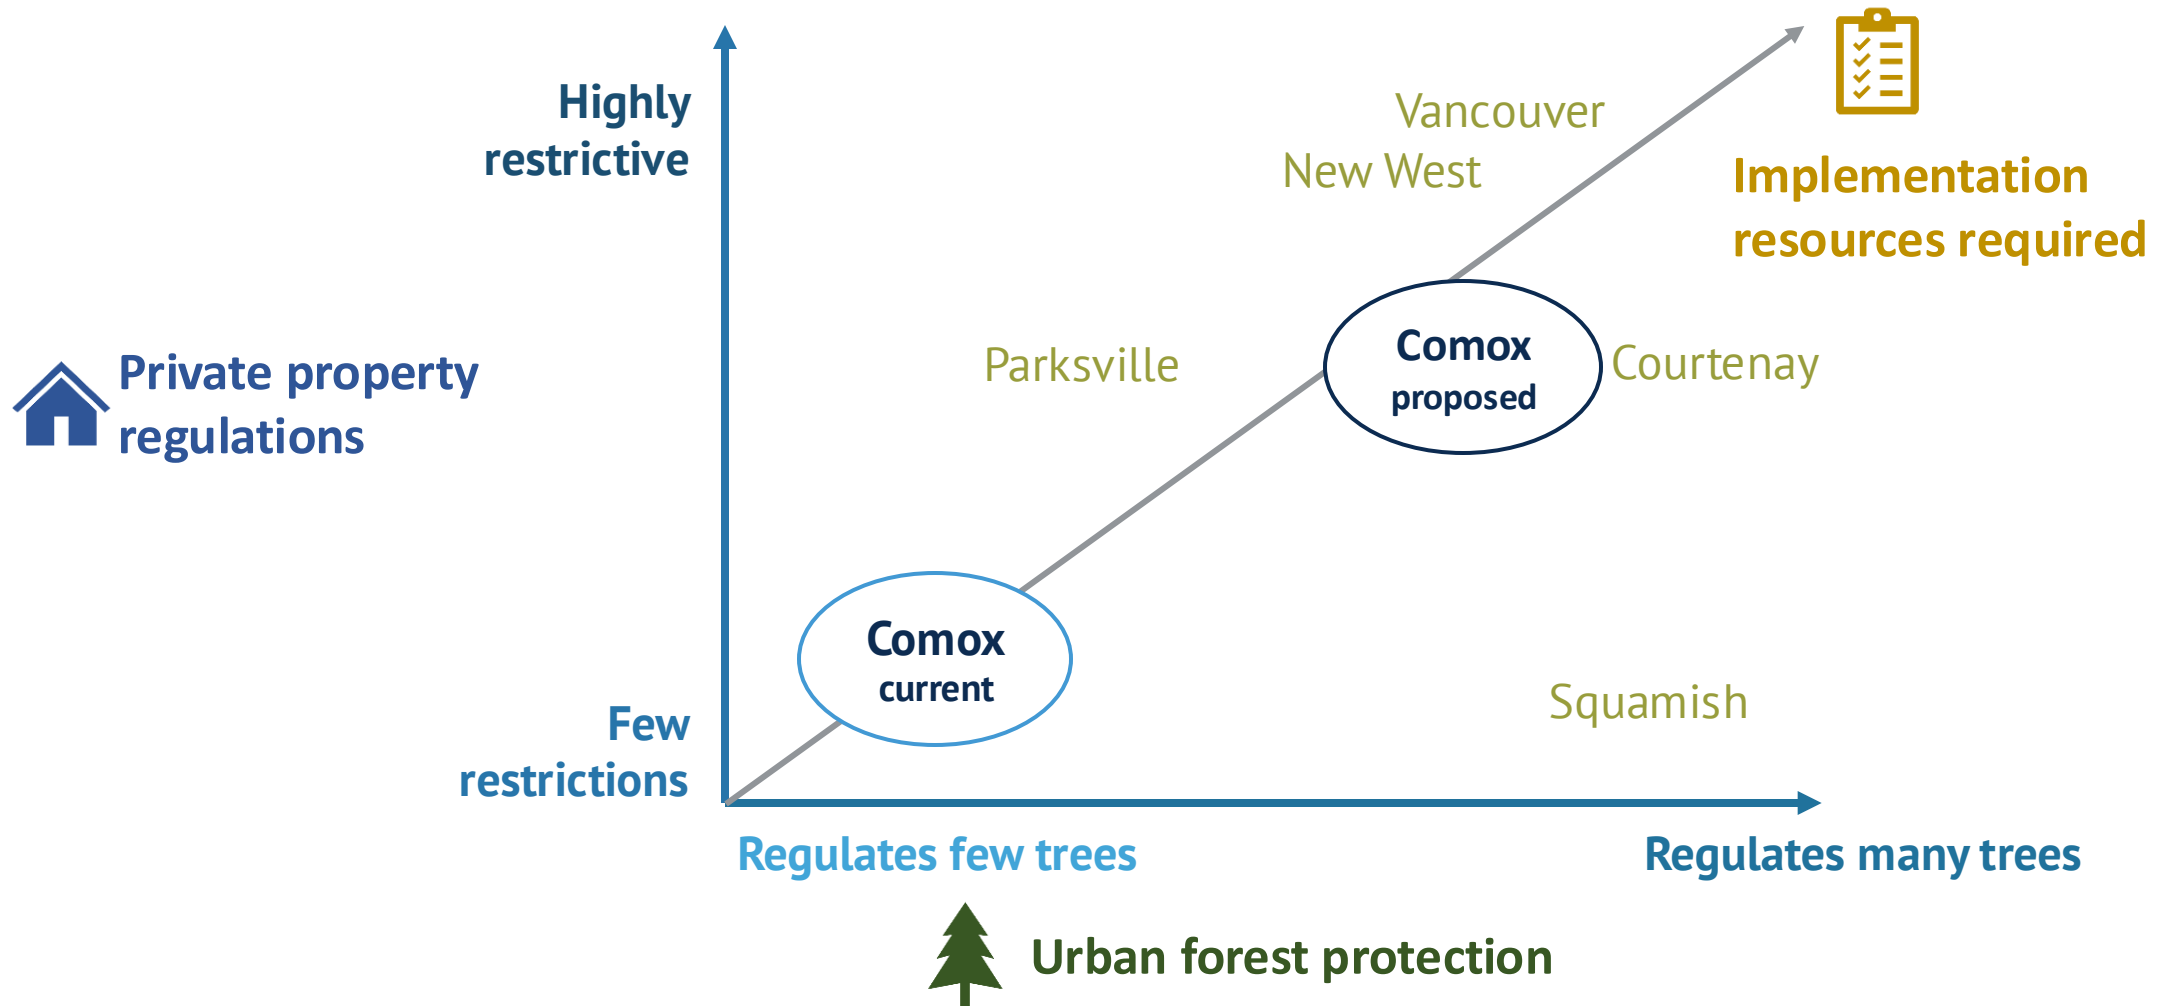 Highly
restrictive
Vancouver
New West
Implementation
resources required
Private property
regulations
Parksville
Comox
proposed
Courtenay
Comox
current
Squamish
Few
restrictions
Regulates few trees
Regulates many trees
Urban forest protection